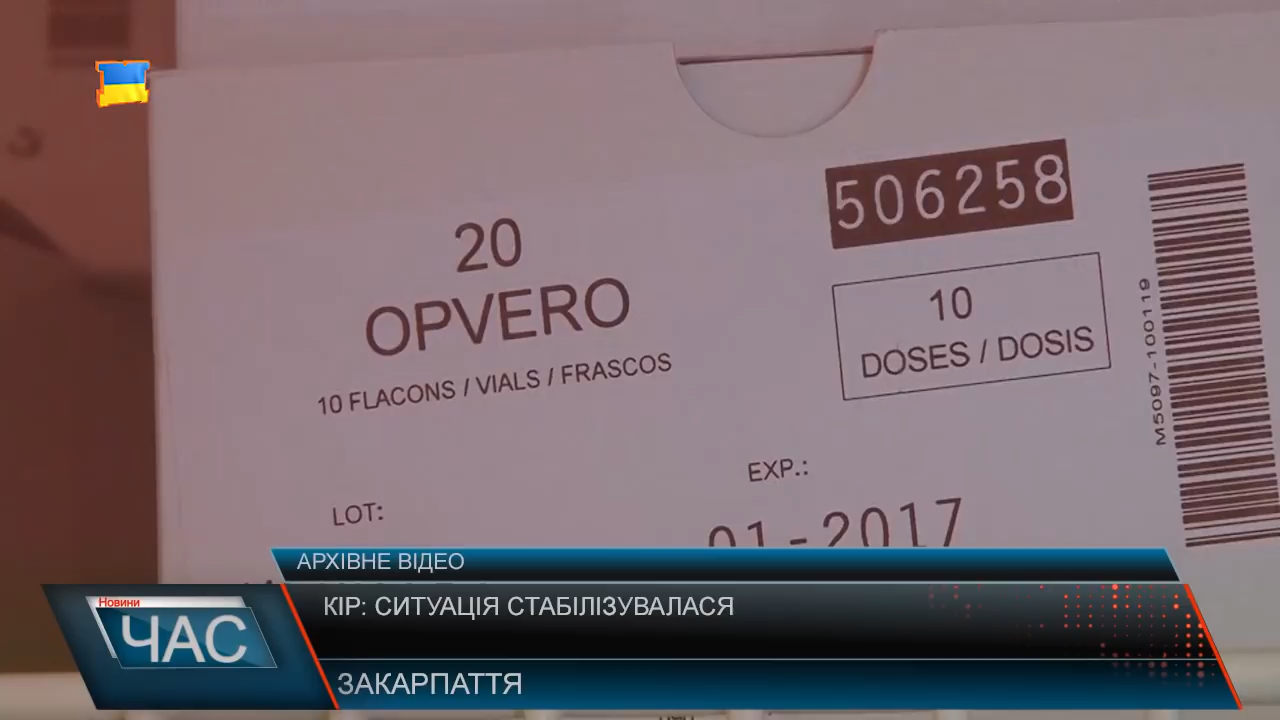 506258
20
OPVERO
10 FLACONS / VIALS / FRASCOS
10
DOSES / DOSIS
M5097-100119
EXP.:
01-2017
LOT:
АРХІВНЕ ВІДЕО
Новини
ЧАС
КІР: СИТУАЦІЯ СТАБІЛІЗУВАЛАСЯ
ЗАКАРПАТТЯ